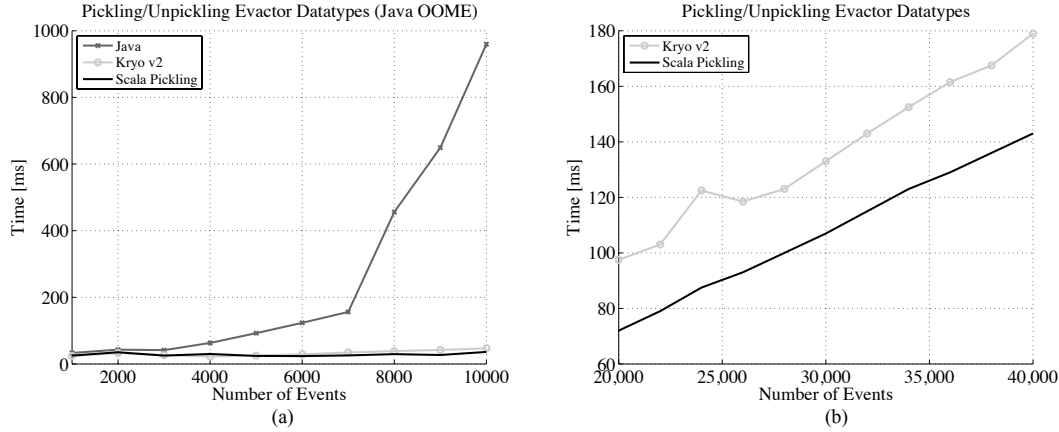 Pickling/Unpickling Evactor Datatypes (Java OOME)
1000
800
600
400
200
0
Time [ms]
Java
Kryo v2
Scala Pickling
2000
4000
6000
8000
10000
Number of Events
(a)
Pickling/Unpickling Evactor Datatypes
180
160
140
120
100
80
60
Time [ms]
Kryo v2
Scala Pickling
20,000
25,000
30,000
35,000
40,000
Number of Events
(b)